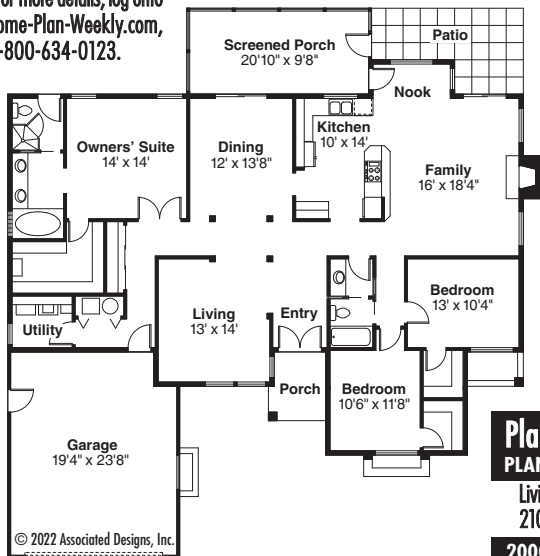 or more details, log onto
ome-Plan-Weekly.com,
-800-634-0123.
Screened Porch
20'10" x 9'8"
Patio
Nook
Owners' Suite
14' x 14'
Dining
12' x 13'8"
Kitchen
10' x 14'
Family
16' x 18'4"
Living
13' x 14'
Entry
Bedroom
13' x 10'4"
Utility
Porch
Bedroom
10'6" x 11'8"
Garage
19'4" x 23'8"
Pla
PLAN
Livi
210
200
© 2022 Associated Designs, Inc.